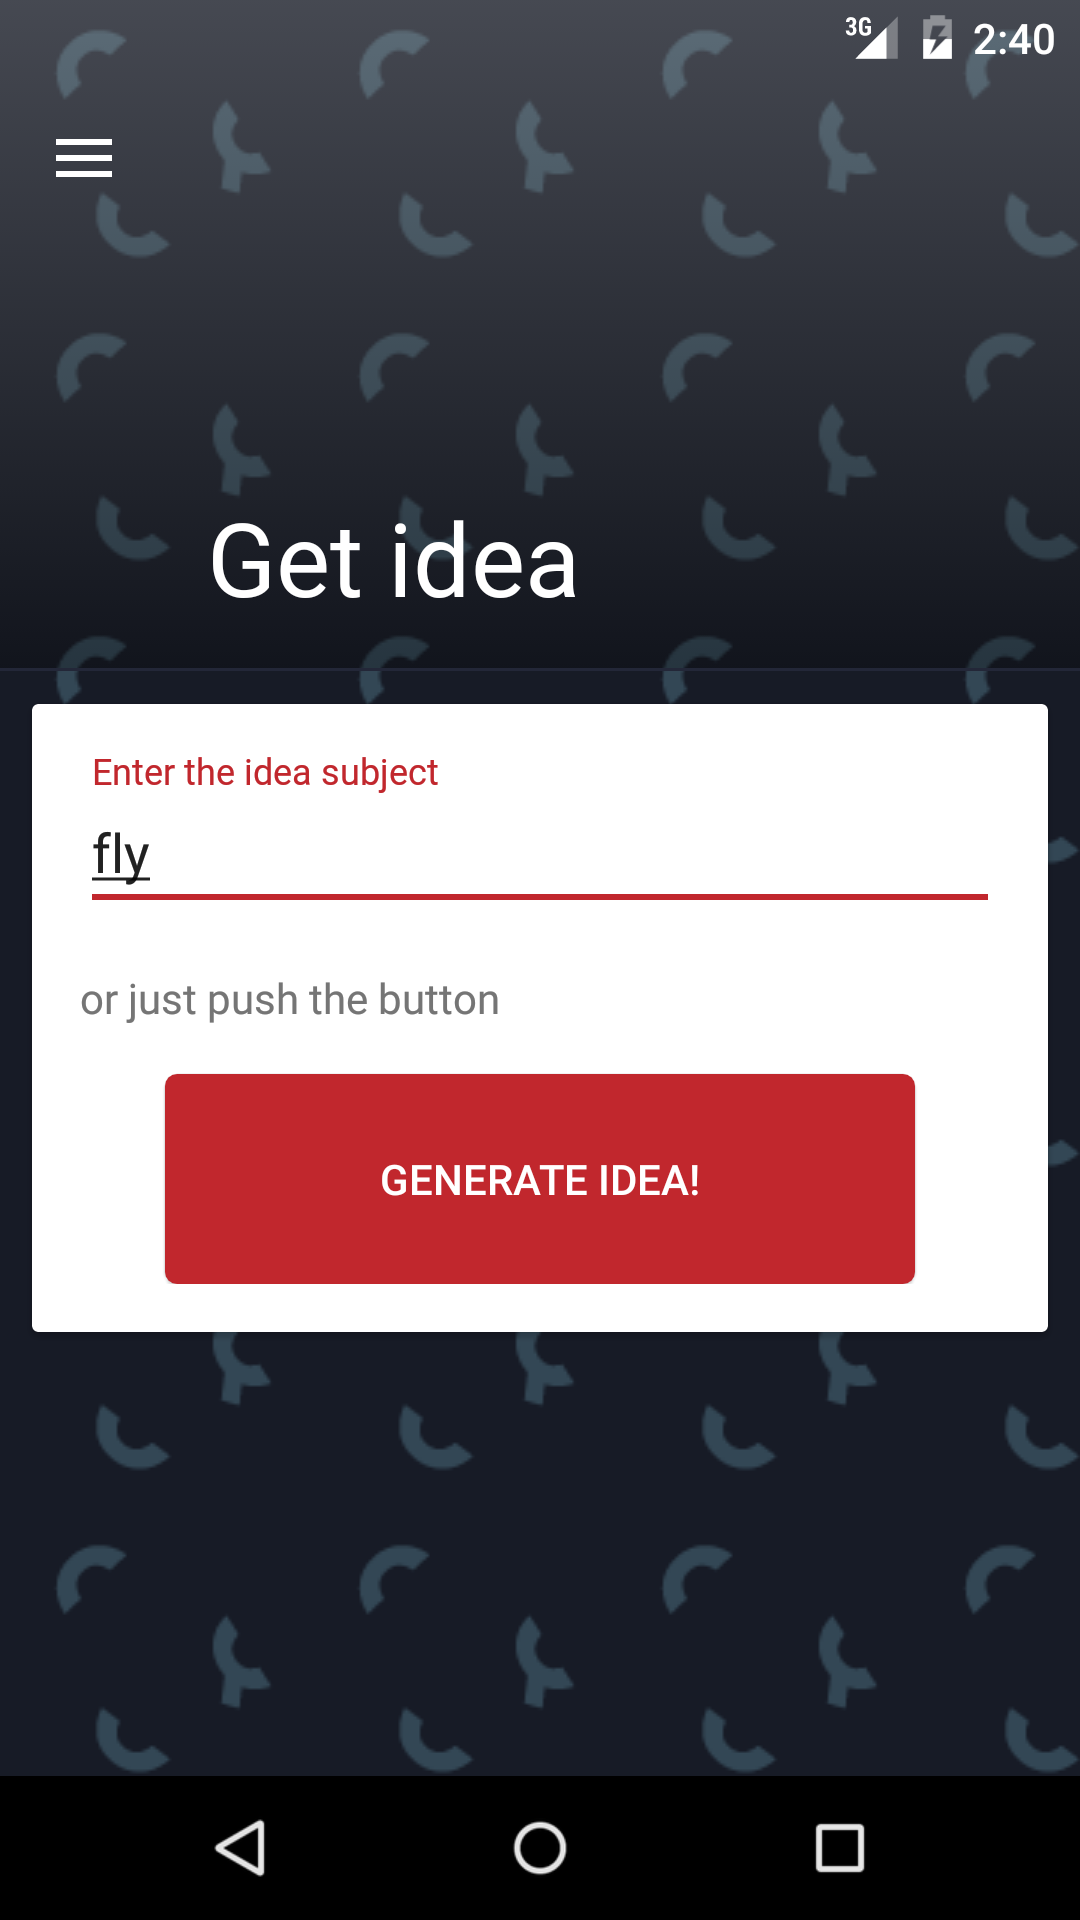 3G 2:40
Get idea
Enter the idea subject
fly
or just push the button
GENERATE IDEA!